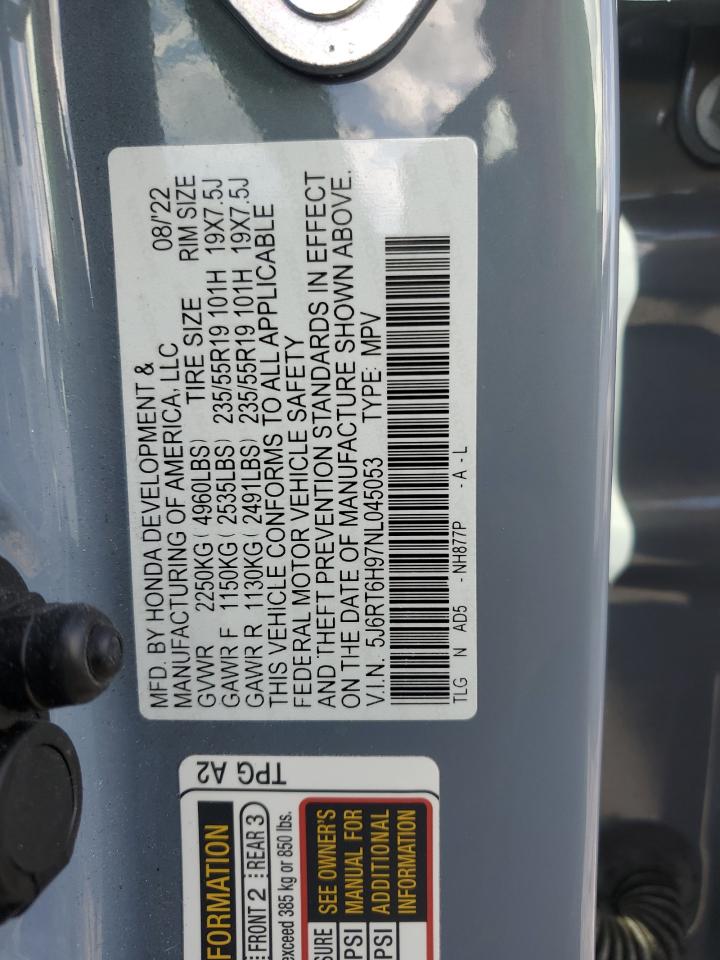 MFD. BY HONDA DEVELOPMENT & 08/'22
MANUFACTURING OF AMERICA, LLC
TIRE SIZE RIM SIZE
GVWR 2250KG ( 4960LBS)
GAWR F 1150KG ( 2535LBS) 235/55R19 101H 19X7.5J
GAWR R 1130KG ( 2491LBS) 235/55R19 101H 19X7.5J
THIS VEHICLE CONFORMS TO ALL APPLICABLE
FEDERAL MOTOR VEHICLE SAFETY
AND THEFT PREVENTION STANDARDS IN EFFECT
ON THE DATE OF MANUFACTURE SHOWN ABOVE.
V.I.N. 5J6RT6H97NL045053 TYPE: MPV
TLG N AD5 - NH877P - A - L
TPG A2
FRONT 2 REAR 3
exceed 385 kg or 850 lbs.
SEE OWNER'S
MANUAL FOR
ADDITIONAL
INFORMATION
PSI
PSI